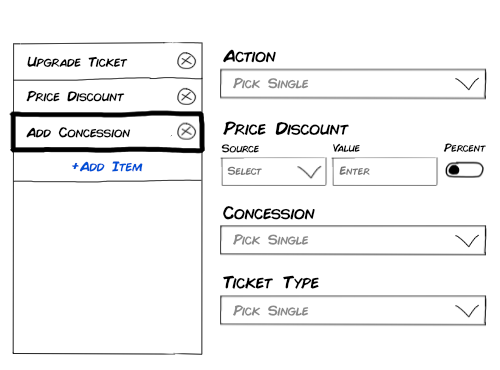 Upgrade Ticket
Price Discount
Add Concession
+Add Item
Action
Pick Single
Price Discount
Source Value Percent
Select Enter
Concession
Pick Single
Ticket Type
Pick Single